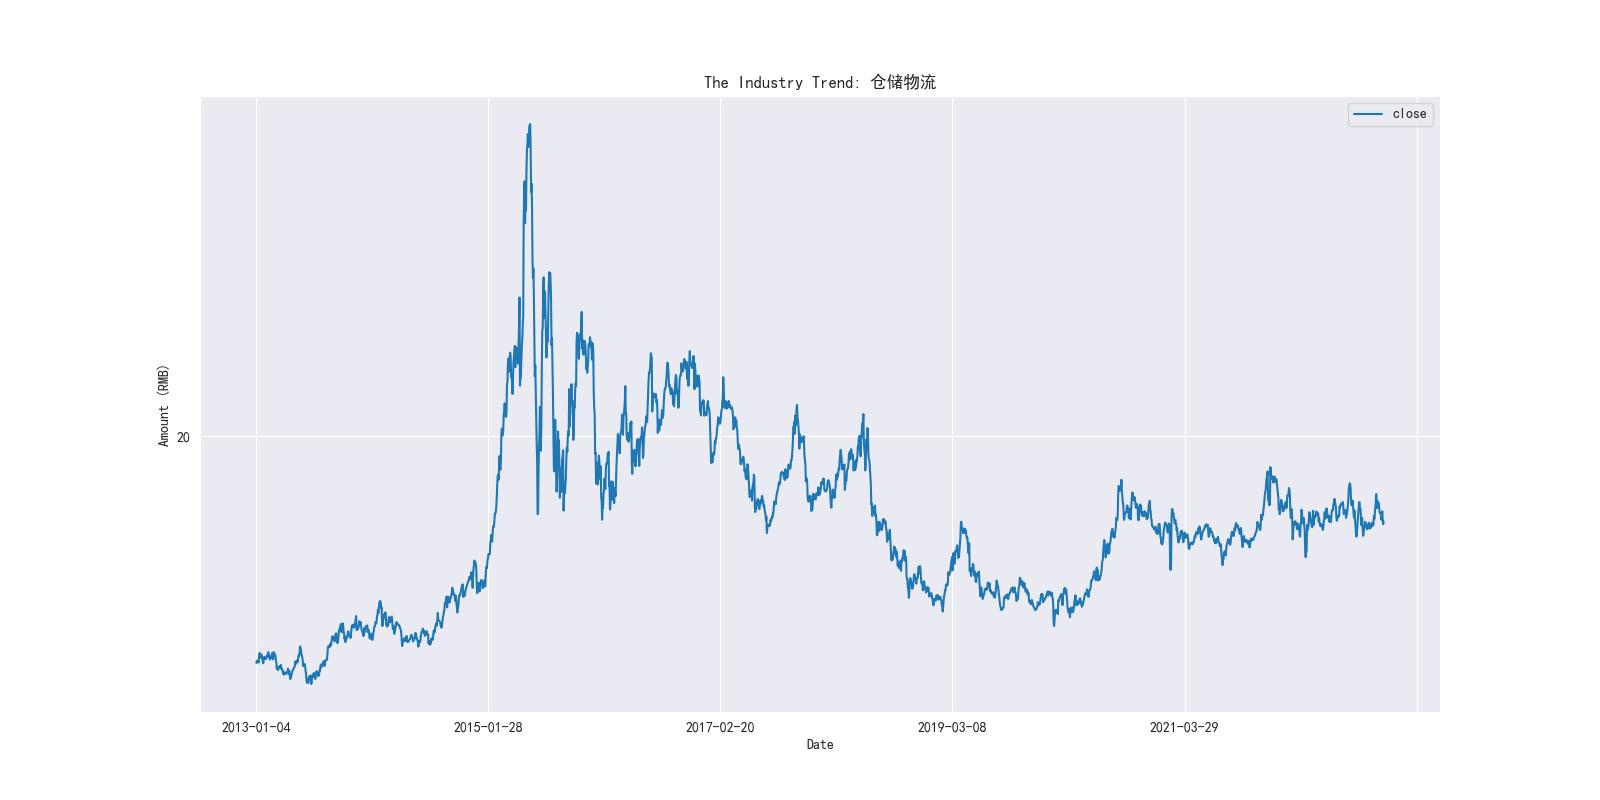 The Industry Trend: 仓储物流
close
Amount (RMB)
20
2013-01-04
2015-01-28
2017-02-20
2019-03-08
2021-03-29
Date